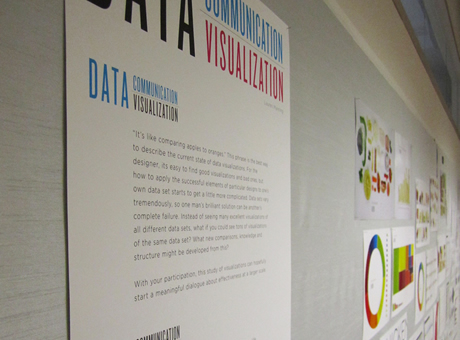 DATA COMMUNICATION
VISUALIZATION
DATA COMMUNICATION
VISUALIZATION
"It's like comparing apples to oranges." This phrase is the best way
to describe the current state of data visualizations. For the
designer, its easy to find good visualizations and bad ones, but
how to apply the successful elements of particular designs to one's
own data set starts to get a little more complicated. Data sets vary
tremendously, so one man's brilliant solution can be another's
complete failure. Instead of seeing many excellent visualizations of
all different data sets, what if you could see tons of visualizations
of the same data set? What new comparisons, knowledge and
structure might be developed from this?
With your participation, this study of visualizations can hopefully
start a meaningful dialogue about effectiveness at a larger scale.
COMMUNICATION